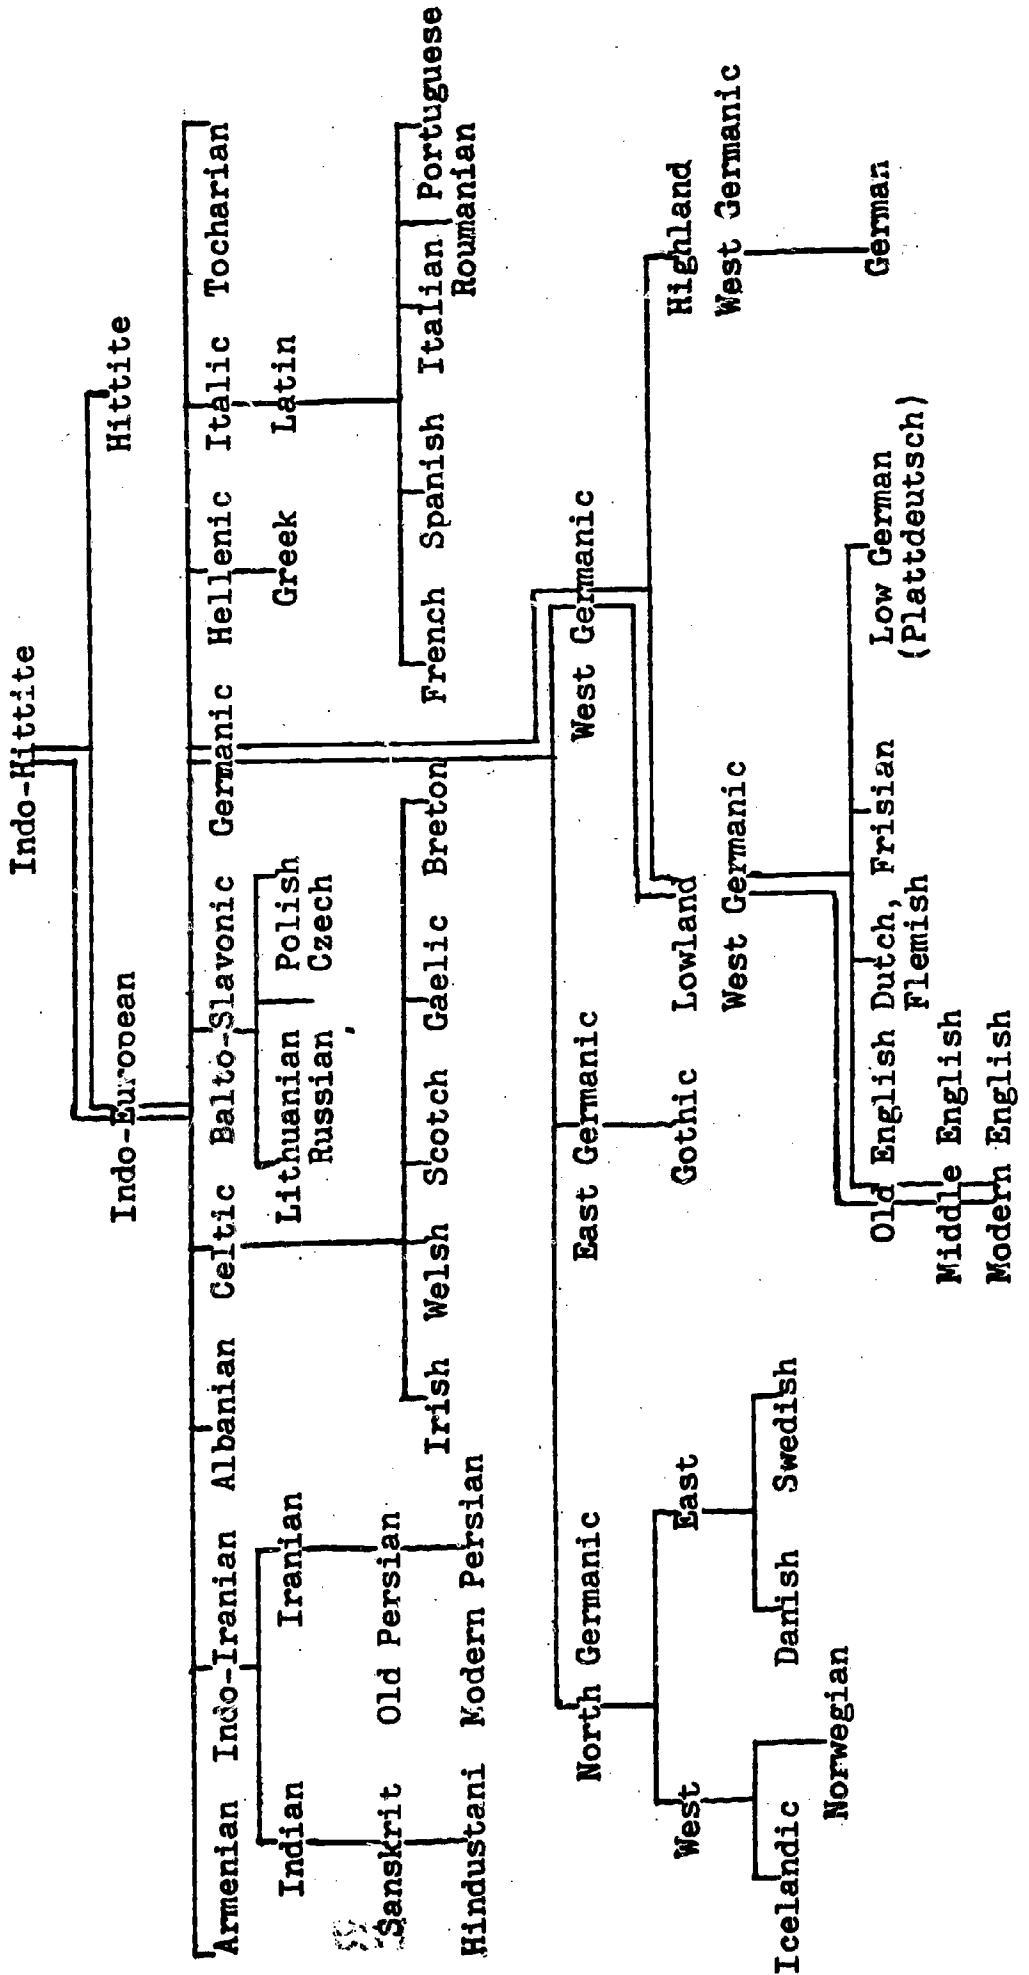 Indo-Hittite
Indo-European Hittite
Armenian Indo-Iranian Albanian Celtic Balto-Slavonic Germanic Hellenic Italic Tocharian
Indian Iranian Lithuanian Polish Greek Latin
Russian Czech
Sanskrit Old Persian
Irish Welsh Scotch Gaelic Breton French Spanish Italian Portuguese
Hindustani Modern Persian Roumanian
North Germanic East Germanic West Germanic
West East Gothic Lowland Highland
West Germanic West Germanic
Icelandic Danish Swedish
Norwegian
Old English Dutch, Frisian Low German German
Flemish (Plattdeutsch)
Middle English
Modern English